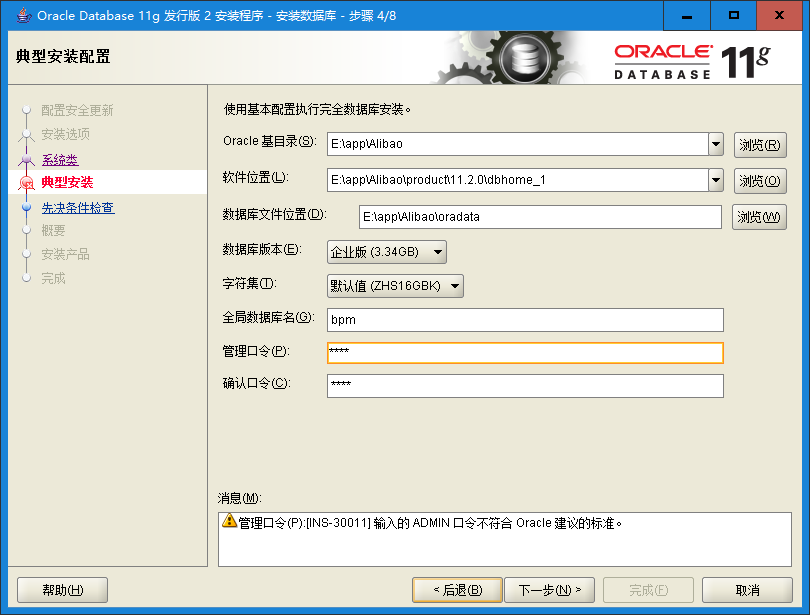 Oracle Database 11g 发行版 2 安装程序 - 安装数据库 - 步骤 4/8
典型安装配置
ORACLE
DATABASE
11g
配置安全更新
安装选项
系统类
典型安装
先决条件检查
概要
安装产品
完成
使用基本配置执行完全数据库安装。
Oracle 基目录(S): E:\app\Alibao 浏览(R)
软件位置(L): E:\app\Alibao\product\11.2.0\dbhome_1 浏览(O)
数据库文件位置(D): E:\app\Alibao\oradata 浏览(W)
数据库版本(E): 企业版 (3.34GB)
字符集(T): 默认值 (ZHS16GBK)
全局数据库名(G): bpm
管理口令(P): ****
确认口令(C): ****
消息(M):
管理口令(P):[INS-30011] 输入的 ADMIN 口令不符合 Oracle 建议的标准。
帮助(H) < 后退(B) 下一步(N) > 完成(F) 取消